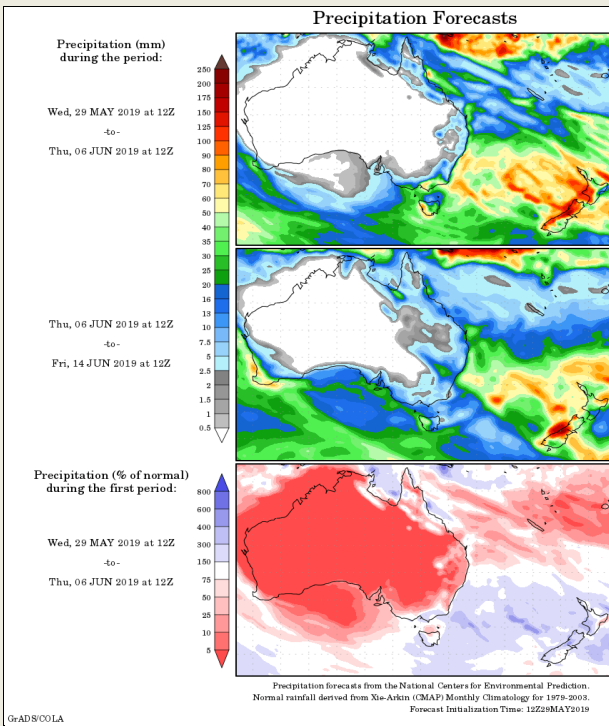 Precipitation Forecasts
Precipitation (mm)
during the period:
Wed, 29 MAY 2019 at 12Z
-to-
Thu, 06 JUN 2019 at 12Z
250
200
175
150
125
100
90
80
70
60
50
40
35
30
25
20
16
13
10
7.5
5
2.5
2
1.5
1
0.5
Thu, 06 JUN 2019 at 12Z
-to-
Fri, 14 JUN 2019 at 12Z
Precipitation (% of normal)
during the first period:
Wed, 29 MAY 2019 at 12Z
-to-
Thu, 06 JUN 2019 at 12Z
800
600
400
300
150
75
50
25
10
5
Precipitation forecasts from the National Centers for Environmental Prediction.
Normal rainfall derived from Xie-Arkin (CMAP) Monthly Climatology for 1979-2003.
Forecast Initialization Time: 12Z29MAY2019
GrADS/COLA